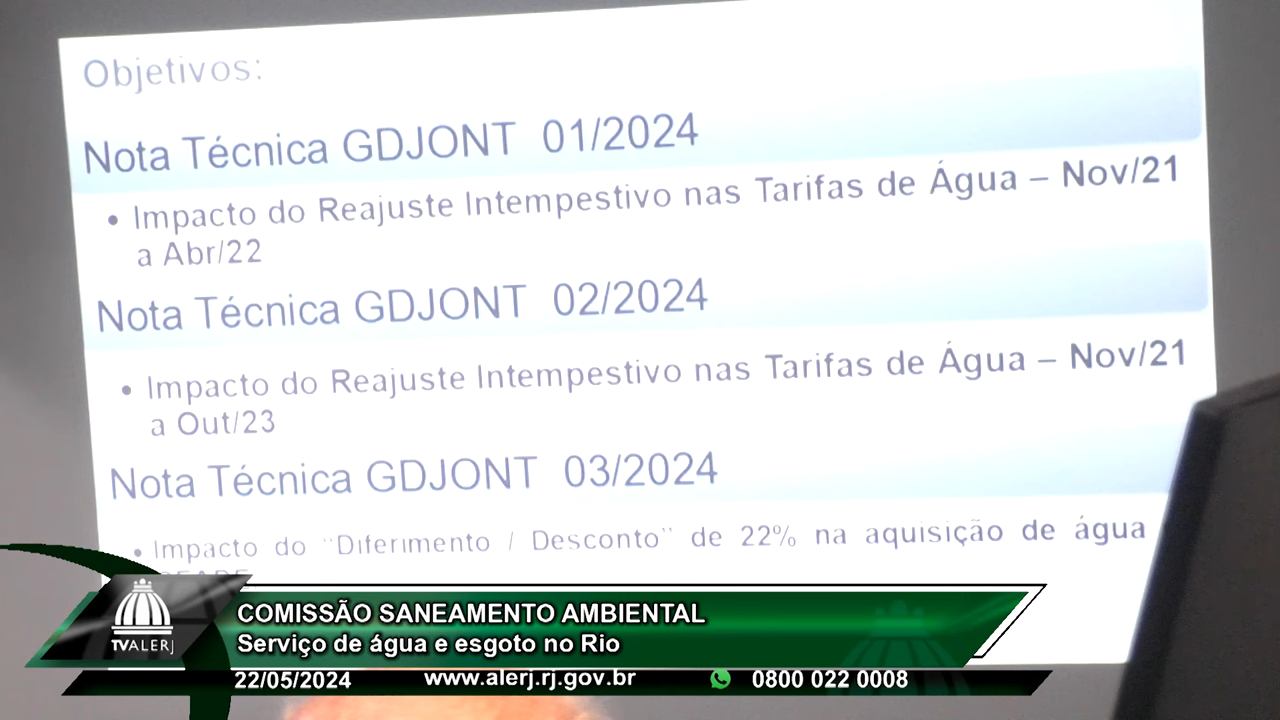 Objetivos:
Nota Técnica GDJONT 01/2024
• Impacto do Reajuste Intempestivo nas Tarifas de Água – Nov/21
a Abr/22
Nota Técnica GDJONT 02/2024
• Impacto do Reajuste Intempestivo nas Tarifas de Água – Nov/21
a Out/23
Nota Técnica GDJONT 03/2024
• Impacto do "Diferimento / Desconto" de 22% na aquisição de água
TVALERJ
COMISSÃO SANEAMENTO AMBIENTAL
Serviço de água e esgoto no Rio
22/05/2024 www.alerj.rj.gov.br 0800 022 0008